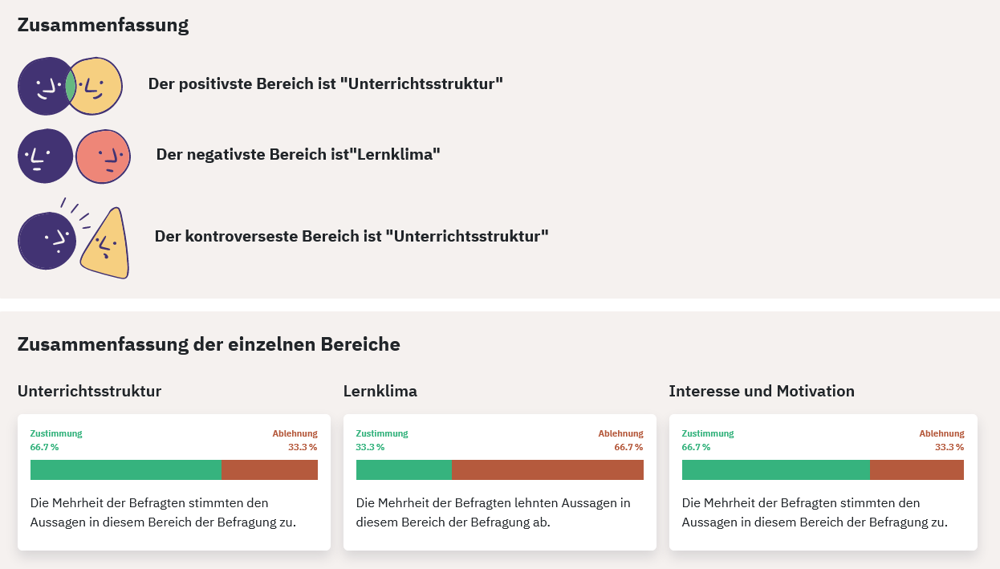 Zusammenfassung
Der positivste Bereich ist "Unterrichtsstruktur"
Der negativste Bereich ist"Lernklima"
Der kontroverseste Bereich ist "Unterrichtsstruktur"
Zusammenfassung der einzelnen Bereiche
Unterrichtsstruktur
Zustimmung Ablehnung
66.7 % 33.3 %
Die Mehrheit der Befragten stimmten den
Aussagen in diesem Bereich der Befragung zu.
Lernklima
Zustimmung Ablehnung
33.3 % 66.7 %
Die Mehrheit der Befragten lehnten Aussagen in
diesem Bereich der Befragung ab.
Interesse und Motivation
Zustimmung Ablehnung
66.7 % 33.3 %
Die Mehrheit der Befragten stimmten den
Aussagen in diesem Bereich der Befragung zu.